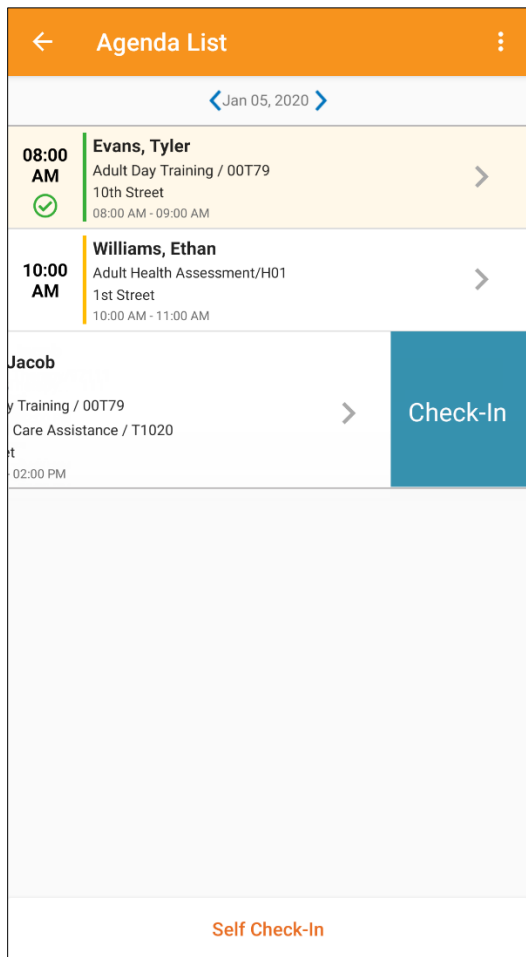 Agenda List
Jan 05, 2020
08:00
AM
Evans, Tyler
Adult Day Training / 00T79
10th Street
08:00 AM - 09:00 AM
10:00
AM
Williams, Ethan
Adult Health Assessment/H01
1st Street
10:00 AM - 11:00 AM
Jacob
y Training / 00T79
Care Assistance / T1020
et
- 02:00 PM
Check-In
Self Check-In